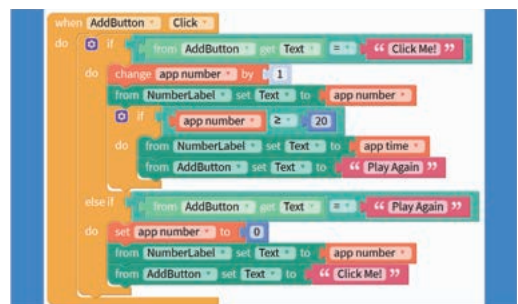 when AddButton Click
do if from AddButton get Text = “ Click Me! ”
do change app number by 1
from NumberLabel set Text to app number
if app number ≥ 20
do from NumberLabel set Text to app time
from AddButton set Text to “ Play Again ”
else if from AddButton get Text = “ Play Again ”
do set app number to 0
from NumberLabel set Text to app number
from AddButton set Text to “ Click Me! ”